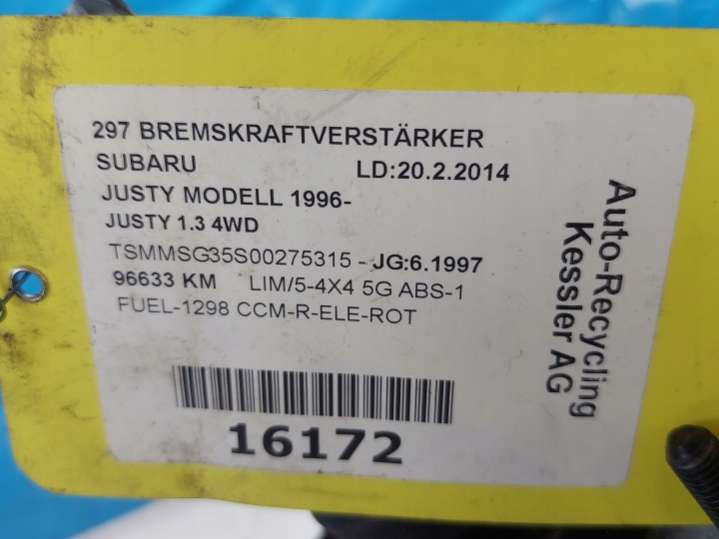 297 BREMSKRAFTVERSTÄRKER
SUBARU LD:20.2.2014
JUSTY MODELL 1996-
JUSTY 1.3 4WD
TSMMSG35S00275315 - JG:6.1997
96633 KM LIM/5-4X4 5G ABS-1
FUEL-1298 CCM-R-ELE-ROT
16172
Auto-Recycling
Kessler AG